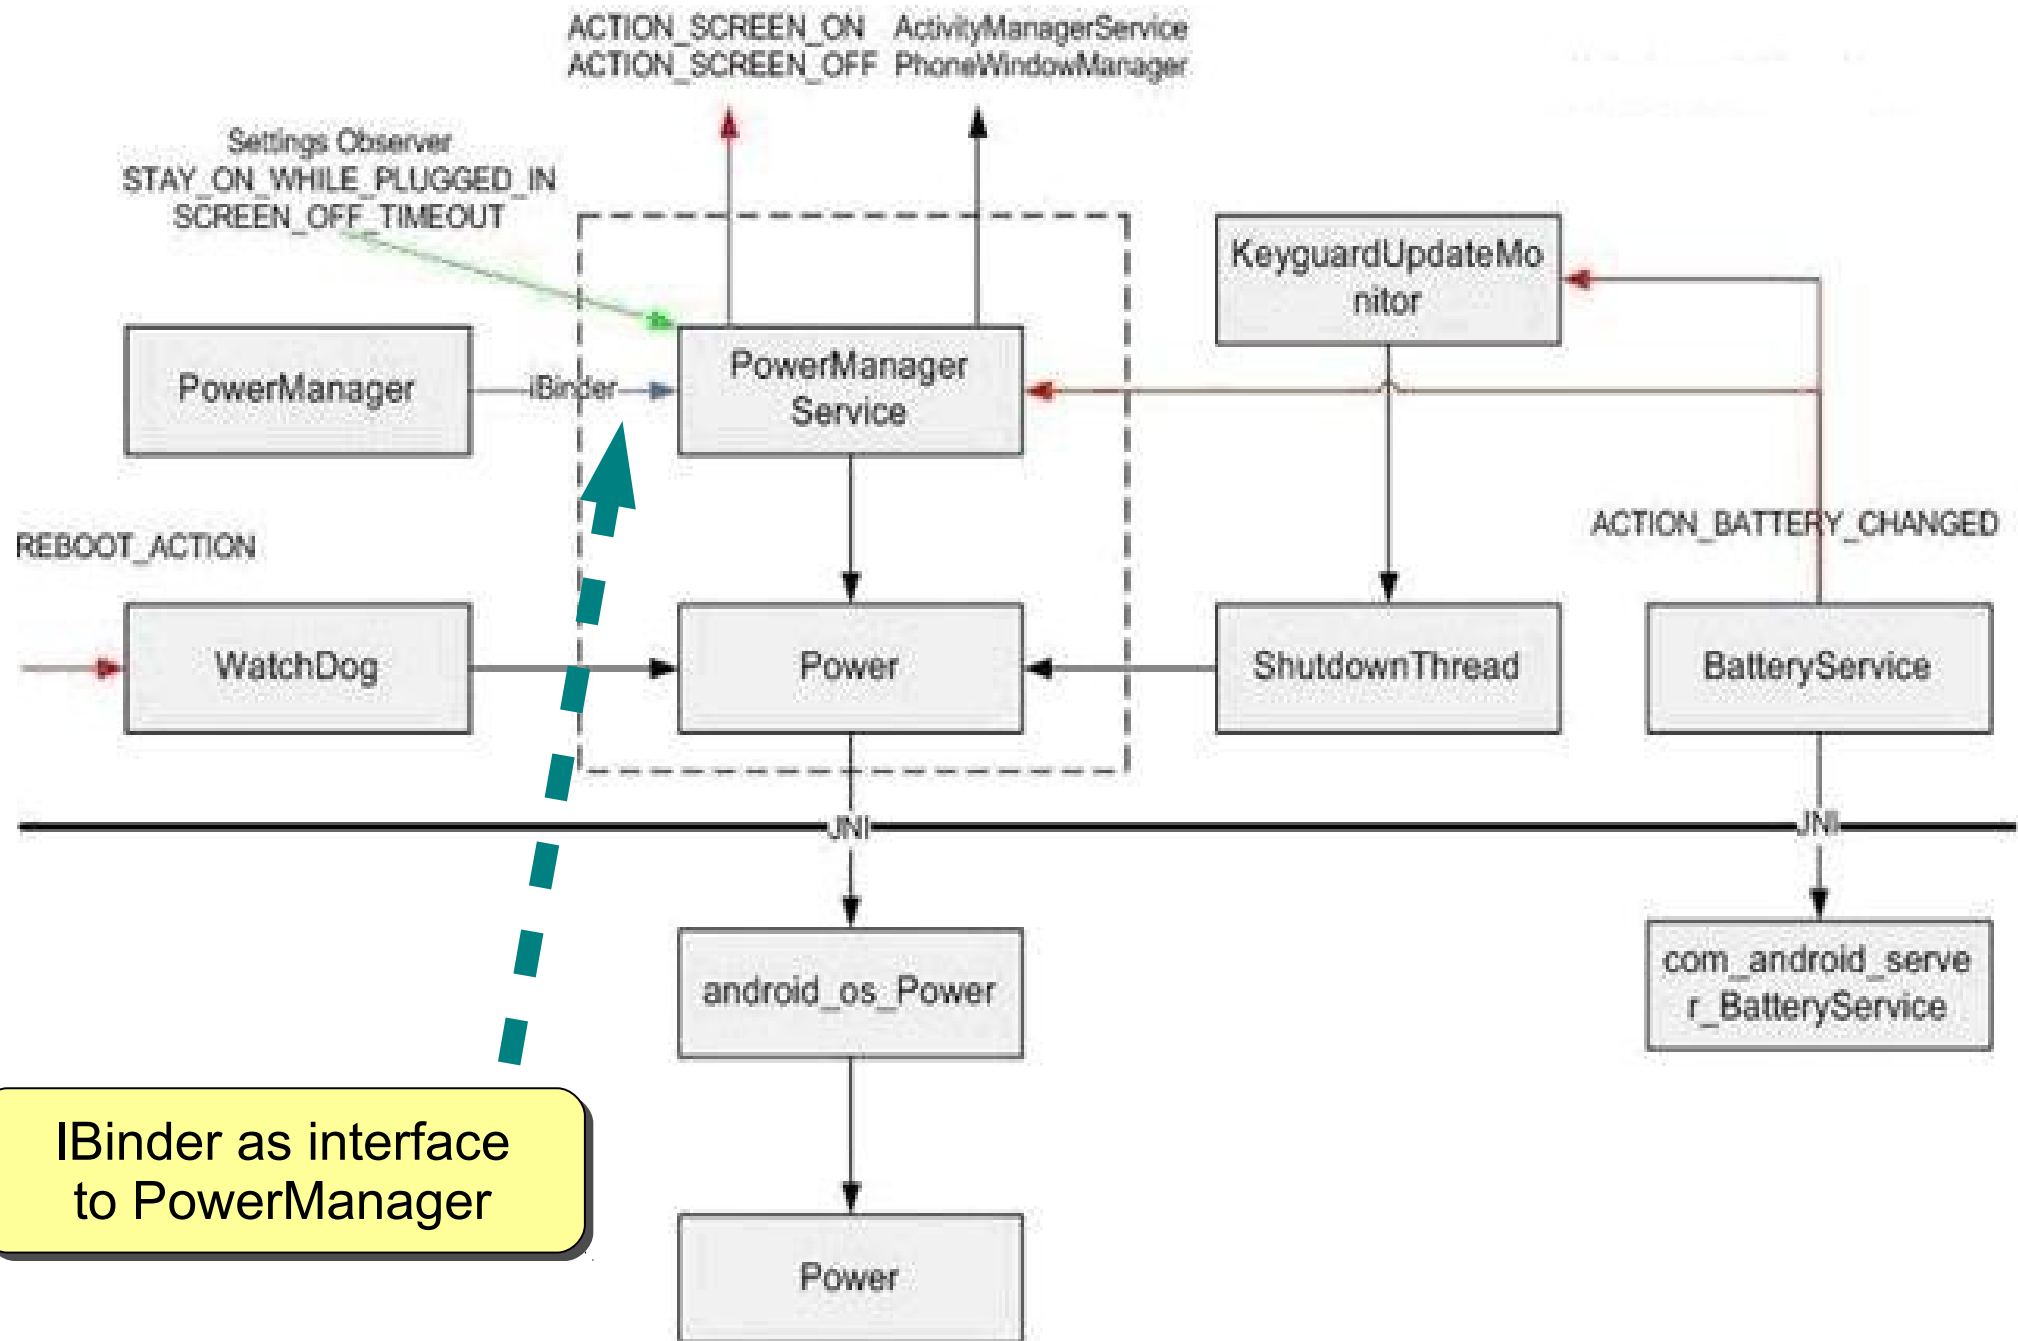 ACTION_SCREEN_ON ActivityManagerService
ACTION_SCREEN_OFF PhoneWindowManager
Settings Observer
STAY_ON_WHILE_PLUGGED_IN
SCREEN_OFF_TIMEOUT
KeyguardUpdateMo
nitor
PowerManager
iBinder
PowerManager
Service
REBOOT_ACTION
ACTION_BATTERY_CHANGED
WatchDog
Power
ShutdownThread
BatteryService
JNI
JNI
android_os_Power
com_android_serve
r_BatteryService
IBinder as interface
to PowerManager
Power